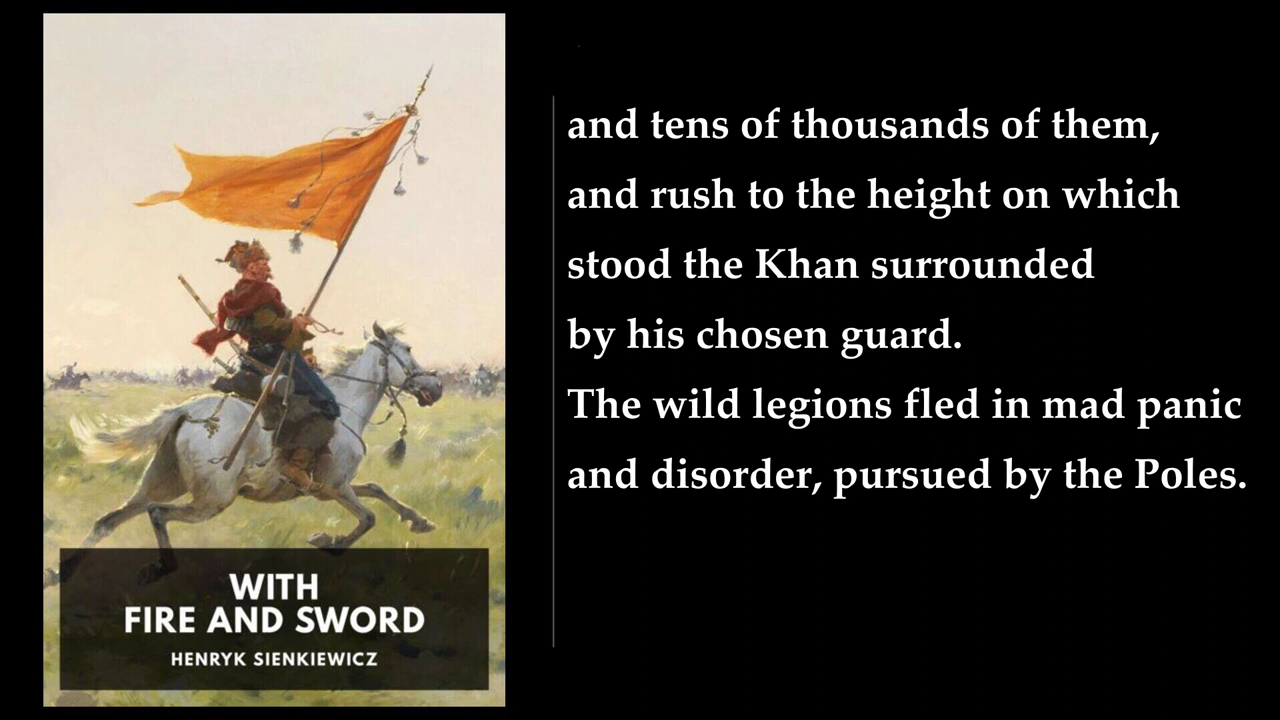 and tens of thousands of them,
and rush to the height on which
stood the Khan surrounded
by his chosen guard.
The wild legions fled in mad panic
and disorder, pursued by the Poles.
WITH
FIRE AND SWORD
HENRYK SIENKIEWICZ